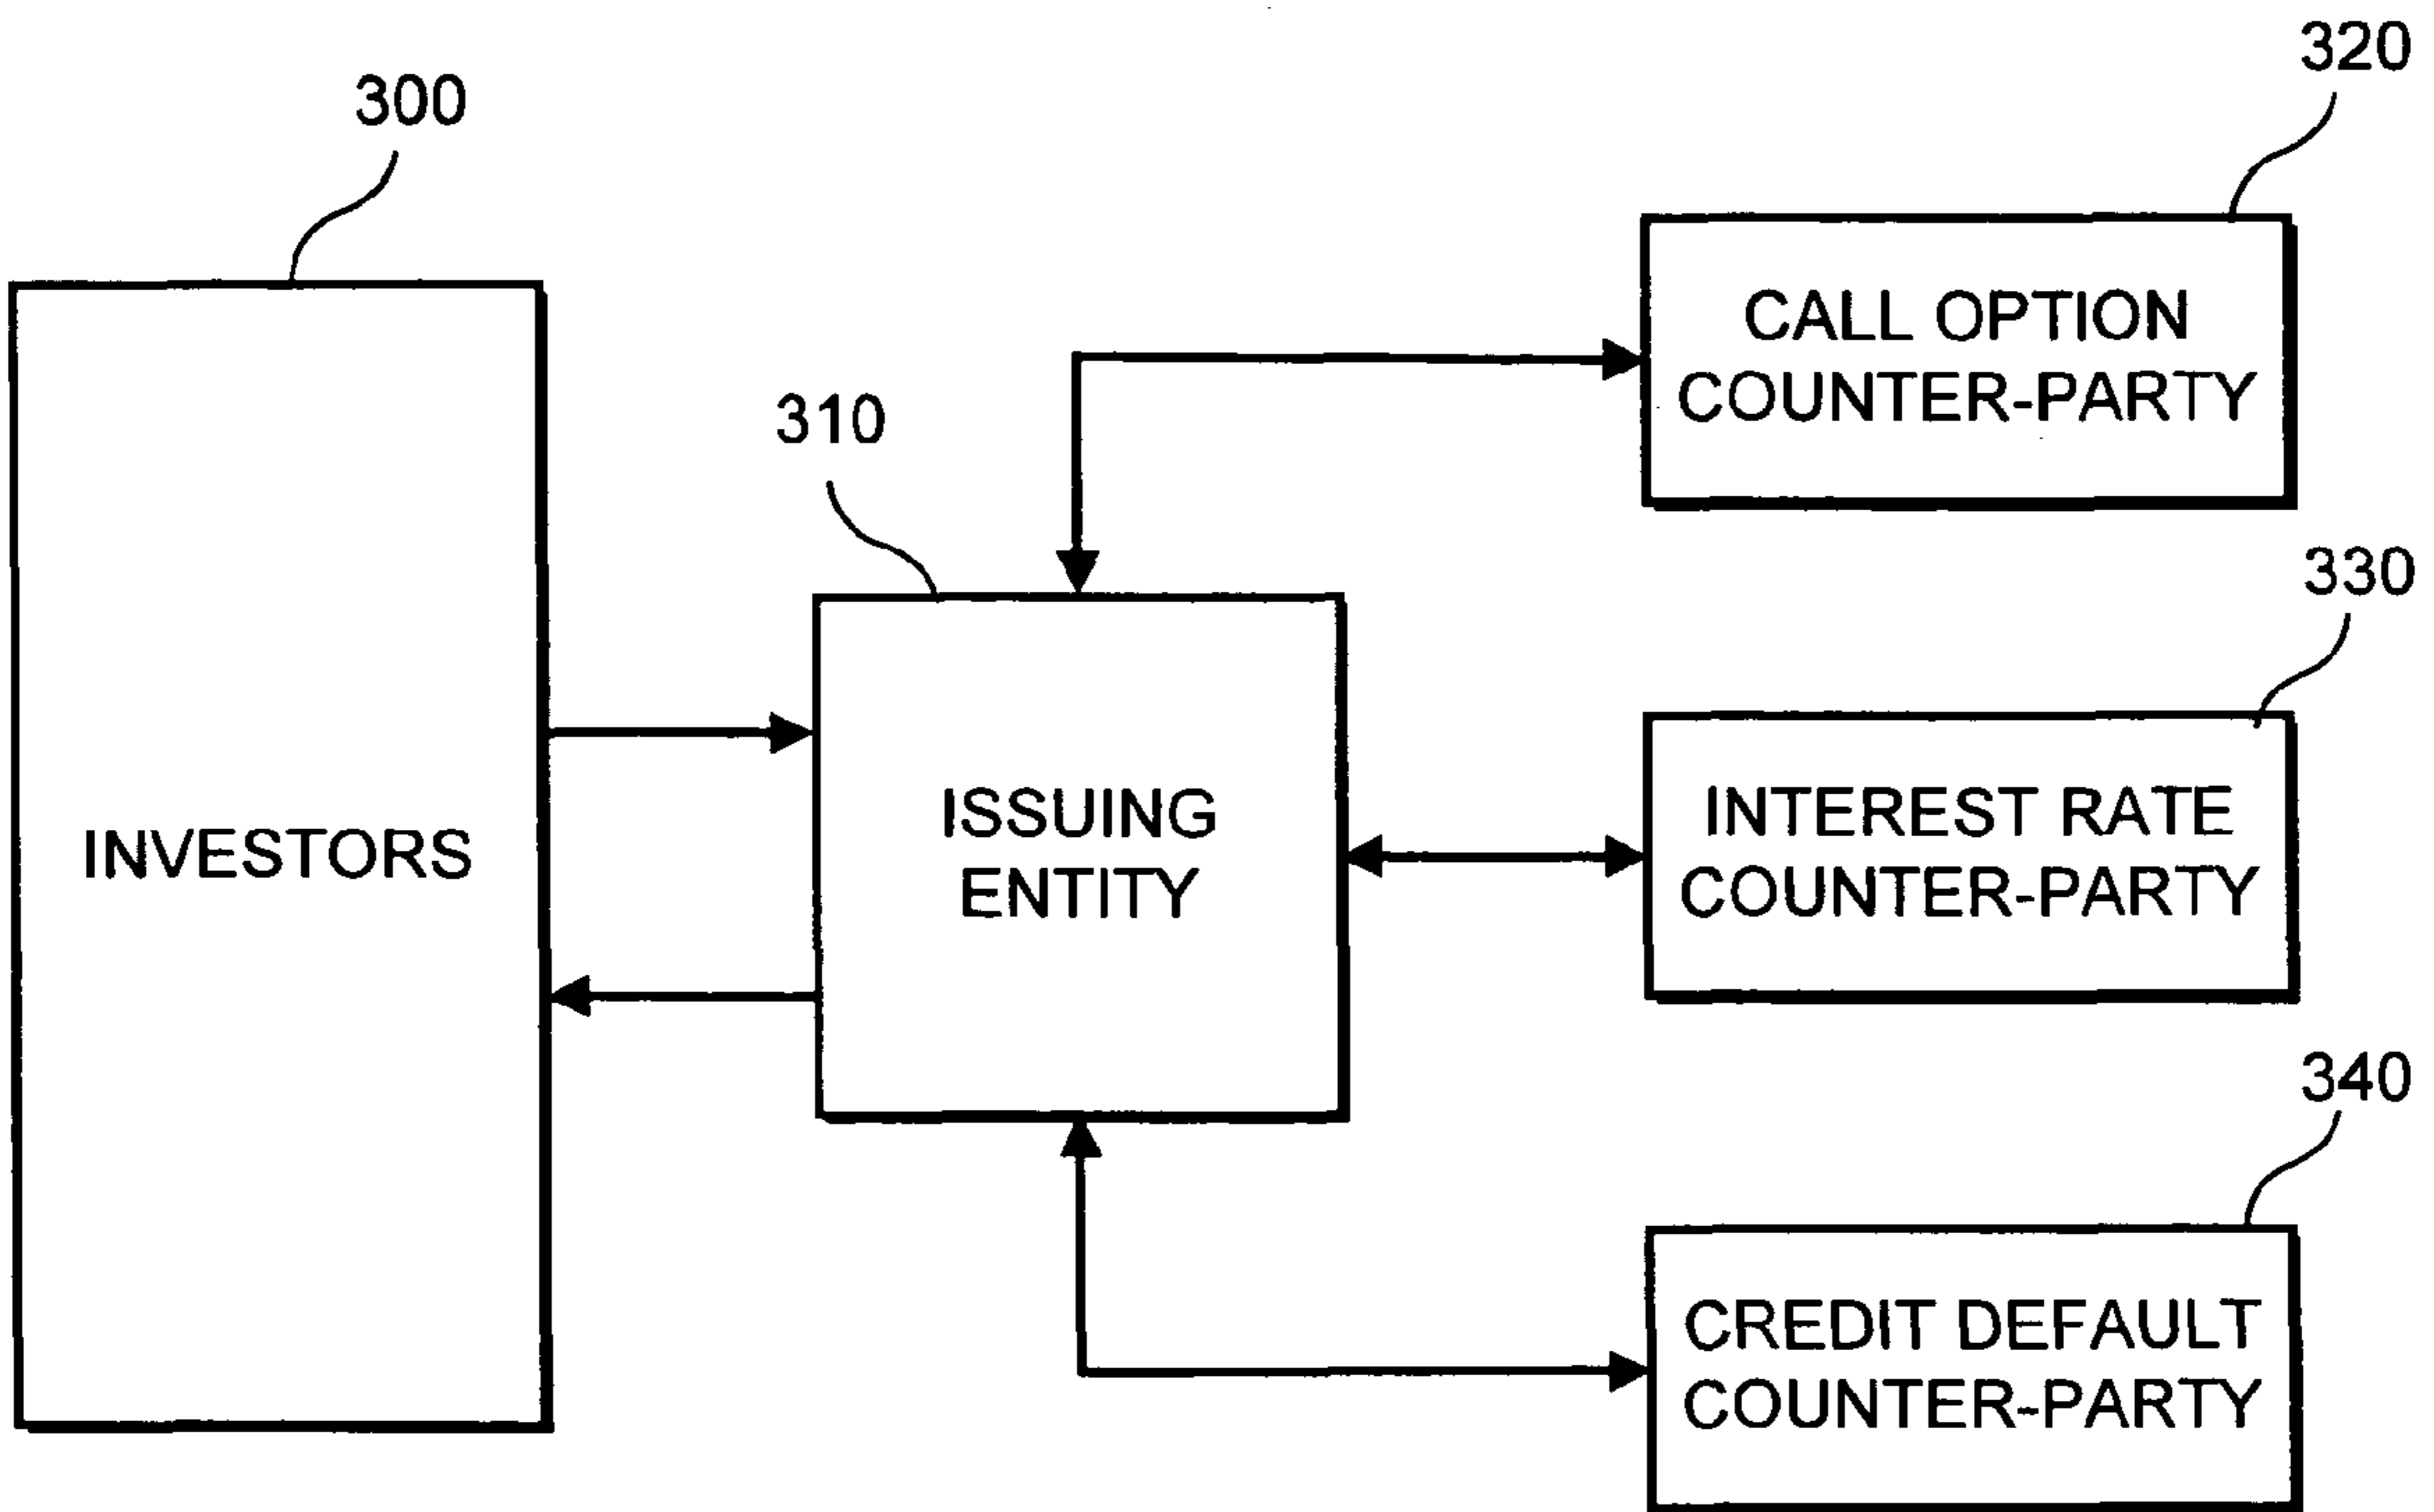 320
300
CALL OPTION
COUNTER-PARTY
310
330
INTEREST RATE
COUNTER-PARTY
ISSUING
ENTITY
INVESTORS
340
CREDIT DEFAULT
COUNTER-PARTY